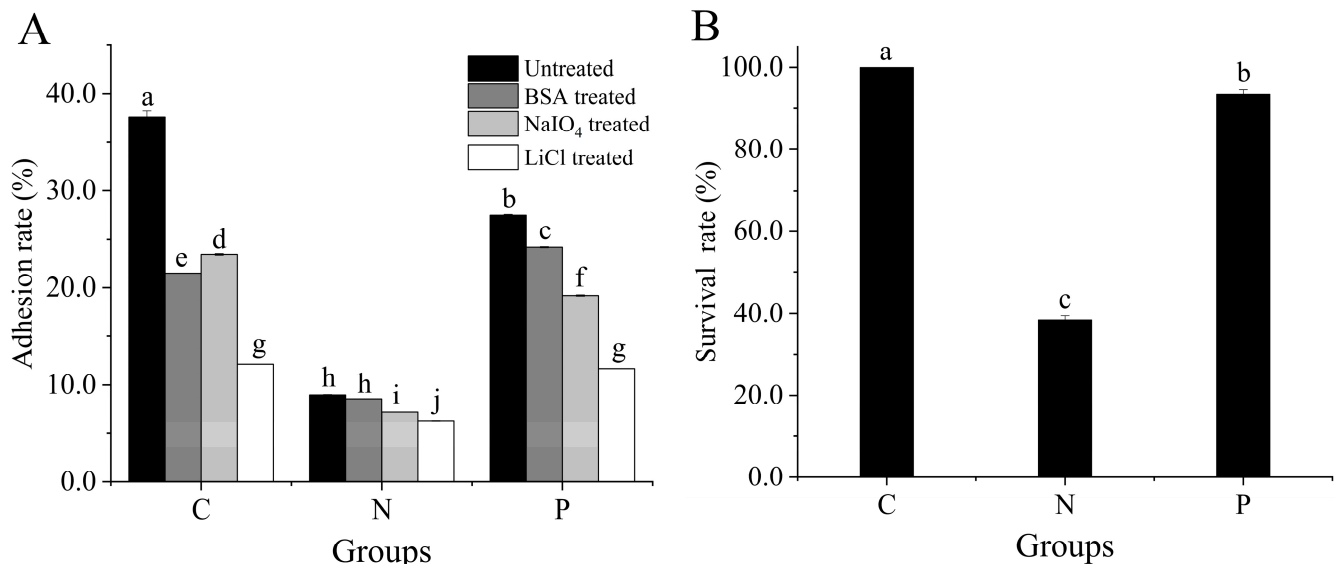 A
Adhesion rate (%)
40.0
30.0
20.0
10.0
0.0
a
e
d
g
h
h
i
j
b
c
f
g
Untreated
BSA treated
NaIO₄ treated
LiCl treated
C
N
P
Groups
B
Survival rate (%)
100.0
80.0
60.0
40.0
20.0
0.0
a
c
b
C
N
P
Groups